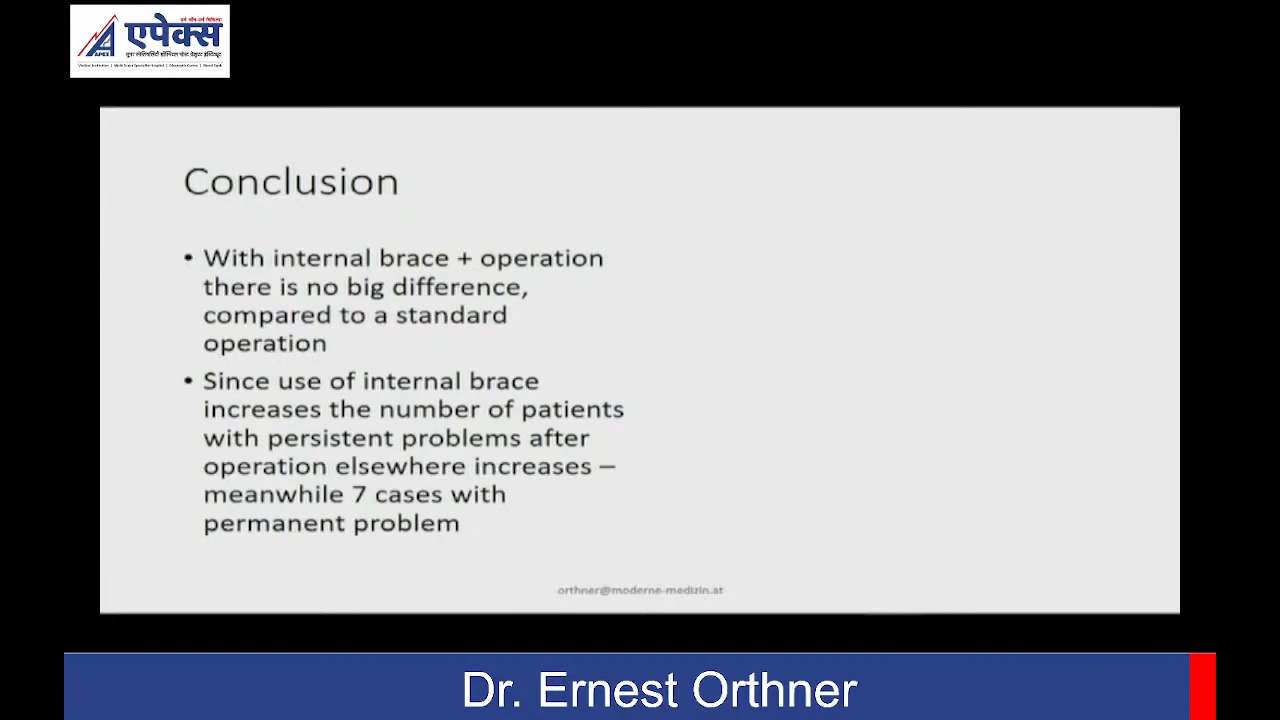 एपेक्स
APEX
Conclusion
• With internal brace + operation
there is no big difference,
compared to a standard
operation
• Since use of internal brace
increases the number of patients
with persistent problems after
operation elsewhere increases –
meanwhile 7 cases with
permanent problem
orthner@moderne-medizin.at
Dr. Ernest Orthner